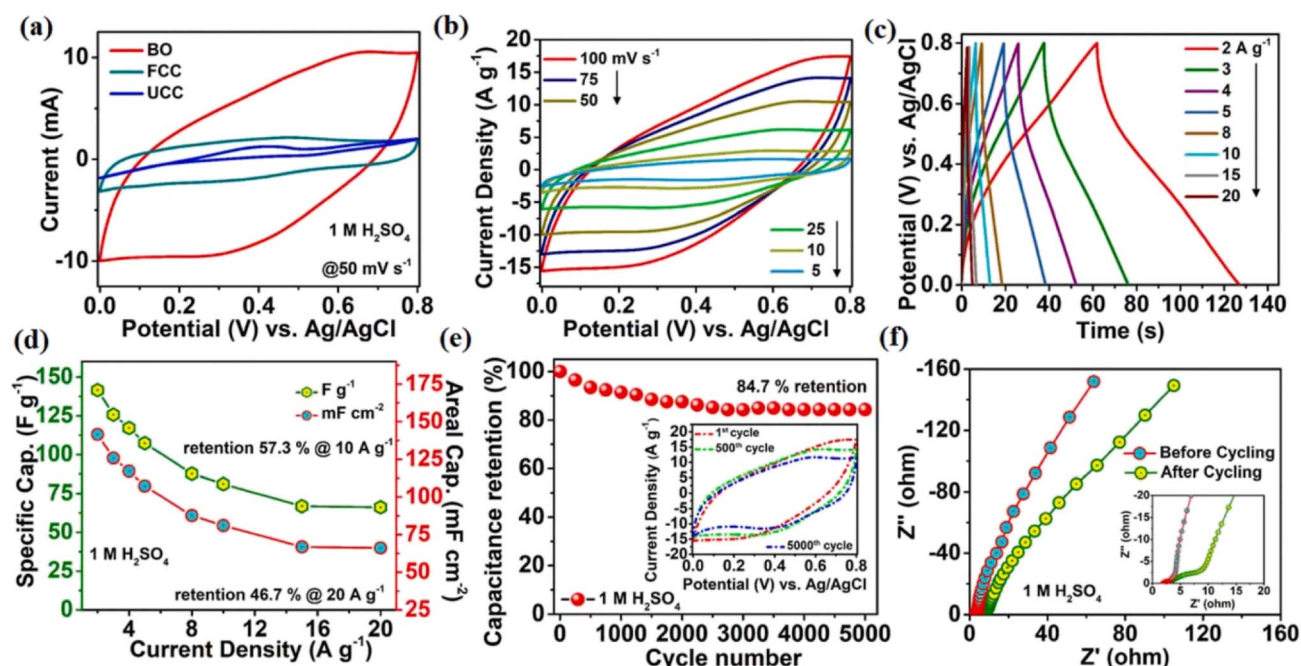 (a)
BO
FCC
UCC
Current (mA)
10
0
-10
1 M H₂SO₄
@50 mV s⁻¹
0.0 0.2 0.4 0.6 0.8
Potential (V) vs. Ag/AgCl
(b)
Current Density (A g⁻¹)
20
15
10
5
0
-5
-10
-15
100 mV s⁻¹
75
50
25
10
5
0.0 0.2 0.4 0.6 0.8
Potential (V) vs. Ag/AgCl
(c)
Potential (V) vs. Ag/AgCl
0.8
0.6
0.4
0.2
0.0
2 A g⁻¹
3
4
5
8
10
15
20
0 20 40 60 80 100 120 140
Time (s)
(d)
Specific Cap. (F g⁻¹)
150
125
100
75
50
25
0
F g⁻¹
mF cm⁻²
retention 57.3 % @ 10 A g⁻¹
1 M H₂SO₄
retention 46.7 % @ 20 A g⁻¹
175
150
125
100
75
50
25
0
Areal Cap. (mF cm⁻²)
4 8 12 16 20
Current Density (A g⁻¹)
(e)
Capacitance retention (%)
100
80
60
40
20
0
84.7 % retention
1ˢᵗ cycle
500ᵗʰ cycle
5000ᵗʰ cycle
Current Density (A g⁻¹)
20
15
10
5
0
-5
-10
-15
-20
0.0 0.2 0.4 0.6 0.8
Potential (V) vs. Ag/AgCl
1 M H₂SO₄
0 1000 2000 3000 4000 5000
Cycle number
(f)
Z'' (ohm)
-160
-120
-80
-40
0
Before Cycling
After Cycling
Z'' (ohm)
-20
-15
-10
-5
0
0 5 10 15 20
Z' (ohm)
1 M H₂SO₄
0 40 80 120 160
Z' (ohm)